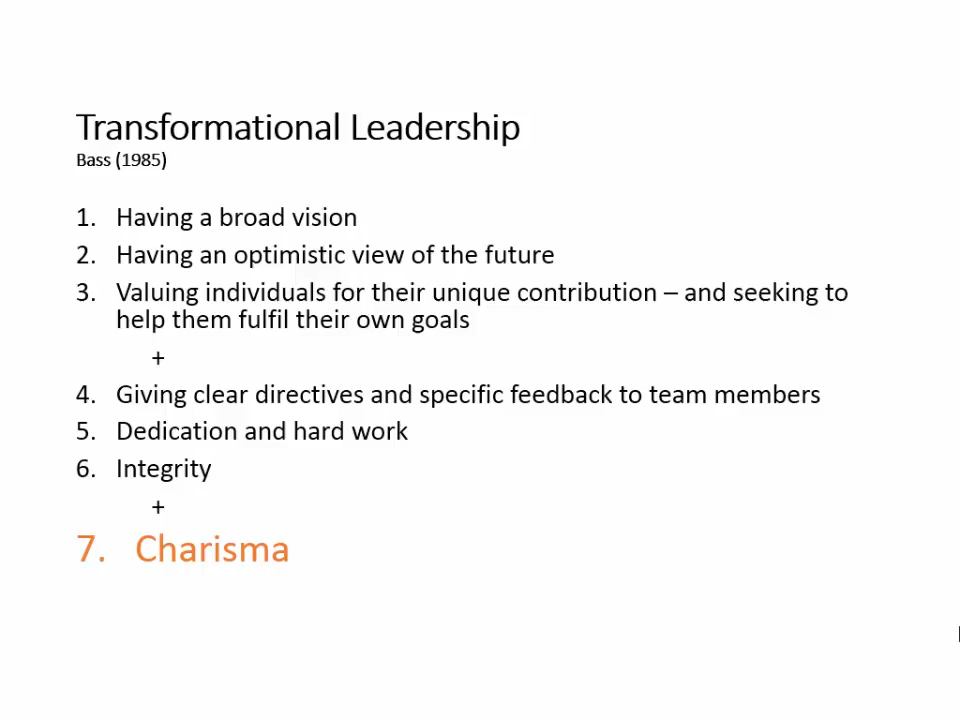 Transformational Leadership
Bass (1985)
1. Having a broad vision
2. Having an optimistic view of the future
3. Valuing individuals for their unique contribution – and seeking to
help them fulfil their own goals
+
4. Giving clear directives and specific feedback to team members
5. Dedication and hard work
6. Integrity
+
7. Charisma